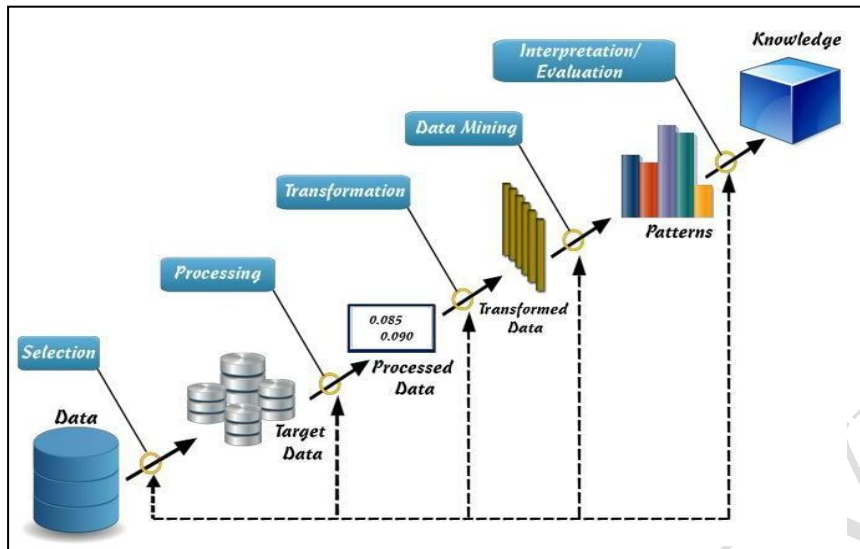 Interpretation/
Evaluation
Knowledge
Data Mining
Transformation
Patterns
Processing
Transformed
Data
0.085
0.090
Selection
Processed
Data
Data
Target
Data